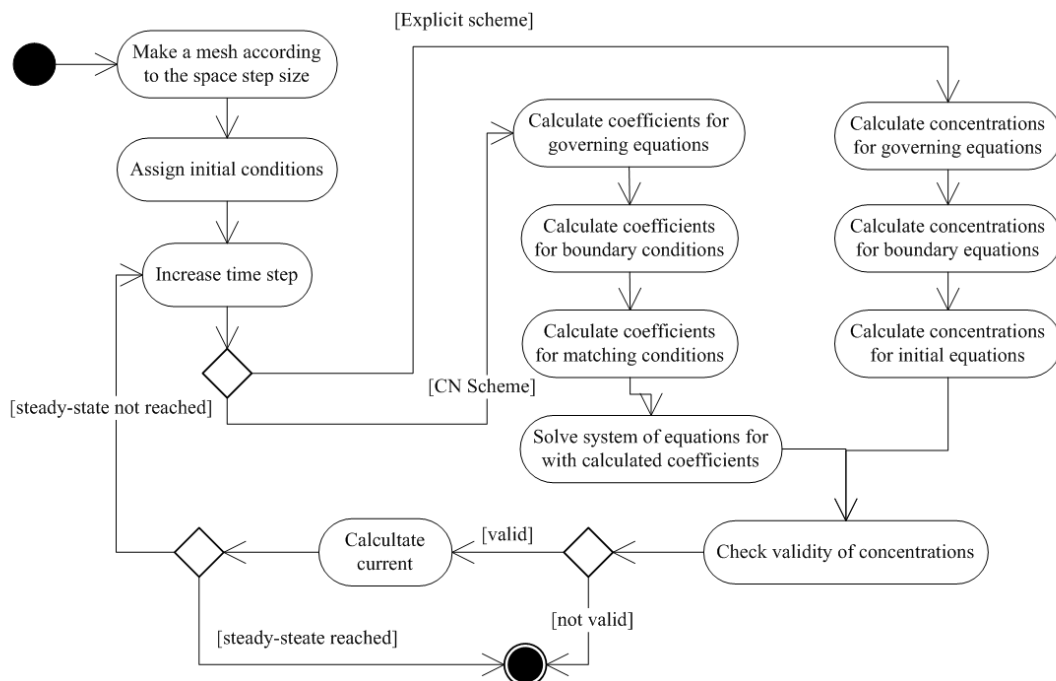 [Explicit scheme]
Make a mesh according
to the space step size
Assign initial conditions
Increase time step
[steady-state not reached]
[CN Scheme]
Calculate coefficients for
governing equations
Calculate coefficients
for boundary conditions
Calculate coefficients
for matching conditions
Solve system of equations for
with calculated coefficients
Calculate concentrations
for governing equations
Calculate concentrations
for boundary equations
Calculate concentrations
for initial equations
Check validity of concentrations
[valid]
[not valid]
Calcultate
current
[steady-steate reached]